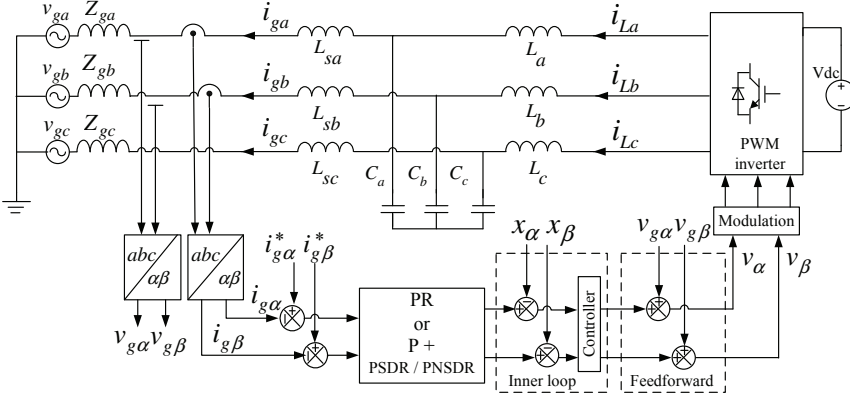 v_ga Z_ga i_ga L_sa L_a i_La
v_gb Z_gb i_gb L_sb L_b i_Lb
v_gc Z_gc i_gc L_sc L_c i_Lc
Vdc
PWM
inverter
C_a C_b C_c
Modulation
abc
αβ
abc
αβ
i*_gα i*_gβ
x_α x_β
v_gα v_gβ
v_α v_β
i_gα
i_gβ
v_gα v_gβ
PR
or
P +
PSDR / PNSDR
Controller
Inner loop
Feedforward